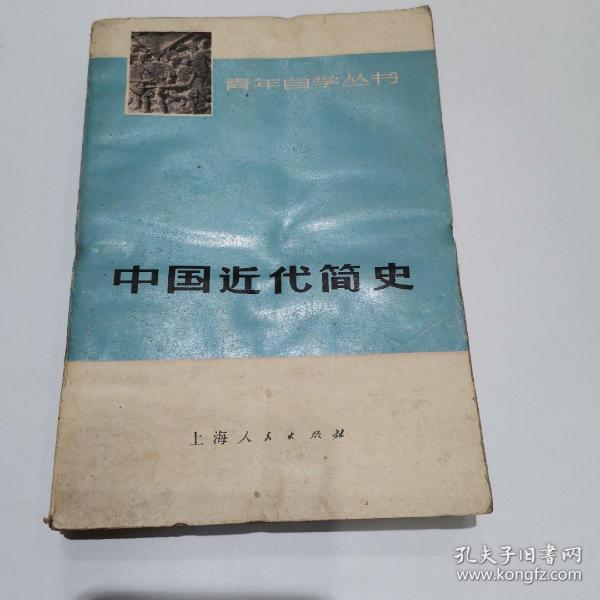 青年自学丛书
中国近代简史
上海人民出版社
孔夫子旧书网
www.kongfz.com